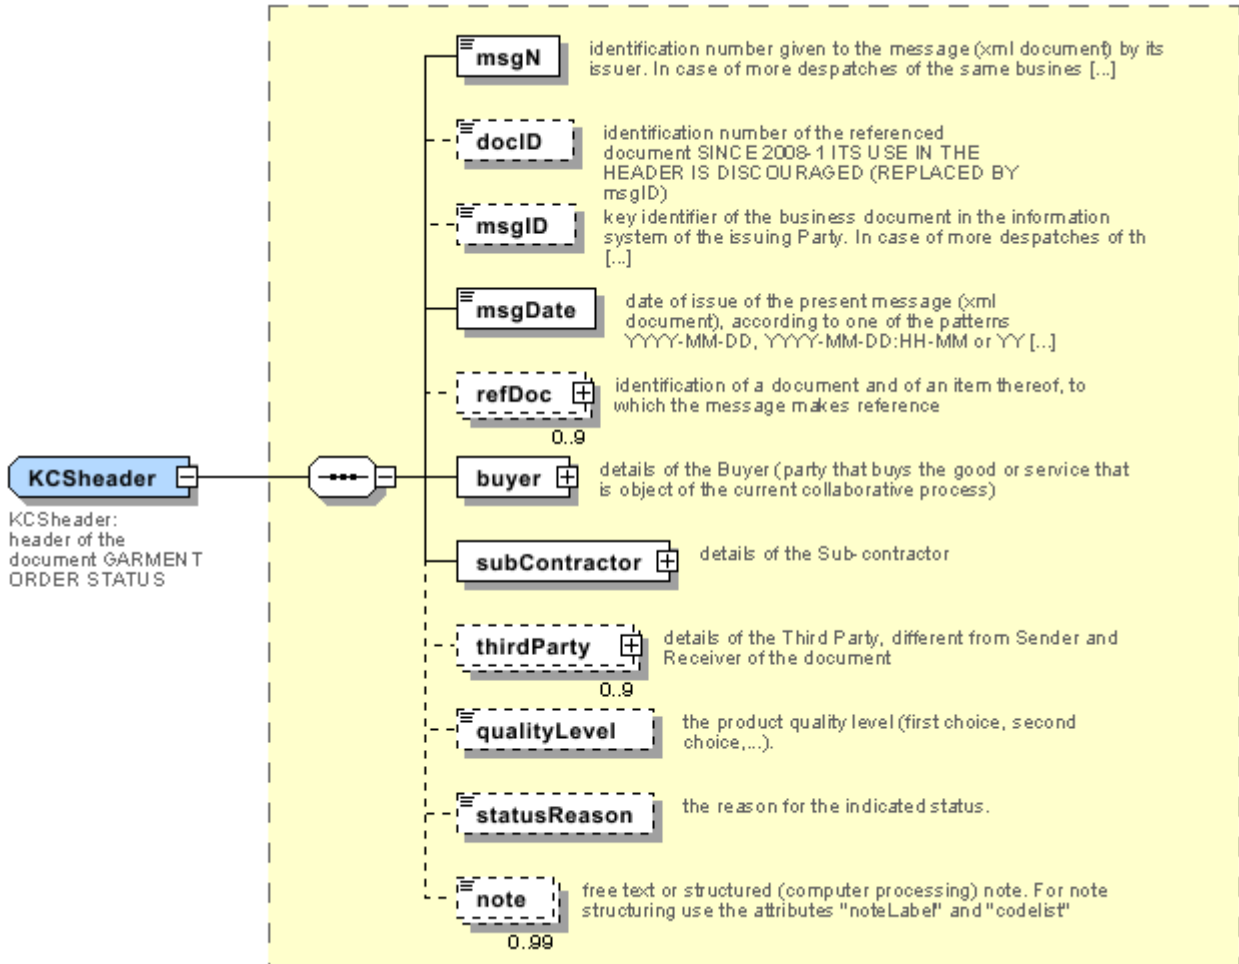 msgN
identification number given to the message (xml document) by its
issuer. In case of more despatches of the same busines [...]
docID
identification number of the referenced
document SINCE 2008-1 ITS USE IN THE
HEADER IS DISCOURAGED (REPLACED BY
msgID)
msgID
key identifier of the business document in the information
system of the issuing Party. In case of more despatches of th
[...]
msgDate
date of issue of the present message (xml
document), according to one of the patterns
YYYY-MM-DD, YYYY-MM-DD:HH-MM or YY [...]
refDoc
0..9
identification of a document and of an item thereof, to
which the message makes reference
KCSheader
KCSheader:
header of the
document GARMENT
ORDER STATUS
buyer
details of the Buyer (party that buys the good or service that
is object of the current collaborative process)
subContractor
details of the Sub-contractor
thirdParty
0..9
details of the Third Party, different from Sender and
Receiver of the document
qualityLevel
the product quality level (first choice, second
choice,...).
statusReason
the reason for the indicated status.
note
0..99
free text or structured (computer processing) note. For note
structuring use the attributes "noteLabel" and "codelist"